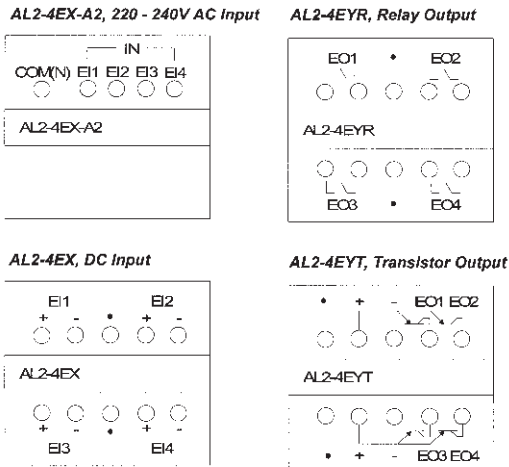 AL2-4EX-A2, 220 - 240V AC Input
IN
COM(N) EI1 EI2 EI3 EI4
AL2-4EX-A2
AL2-4EYR, Relay Output
EO1 • EO2
AL2-4EYR
EO3 • EO4
AL2-4EX, DC Input
EI1 EI2
+ - • + -
AL2-4EX
+ - • + -
EI3 EI4
AL2-4EYT, Transistor Output
• + - EO1 EO2
AL2-4EYT
• + - EO3 EO4